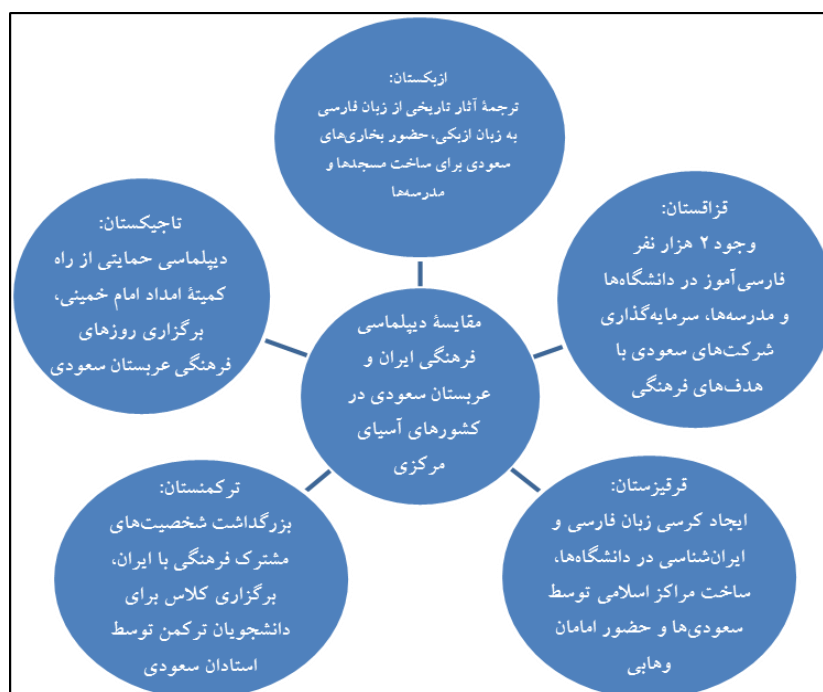 ازبکستان:
ترجمۀ آثار تاریخی از زبان فارسی
به زبان ازبکی، حضور بخاری‌های
سعودی برای ساخت مسجدها و
مدرسه‌ها
قزاقستان:
وجود ۲ هزار نفر
فارسی‌آموز در دانشگاه‌ها
و مدرسه‌ها، سرمایه‌گذاری
شرکت‌های سعودی با
هدف‌های فرهنگی
تاجیکستان:
دیپلماسی حمایتی از راه
کمیتۀ امداد امام خمینی،
برگزاری روزهای
فرهنگی عربستان سعودی
مقایسۀ دیپلماسی
فرهنگی ایران و
عربستان سعودی در
کشورهای آسیای
مرکزی
قرقیزستان:
ایجاد کرسی زبان فارسی و
ایران‌شناسی در دانشگاه‌ها،
ساخت مراکز اسلامی توسط
سعودی‌ها و حضور امامان
وهابی
ترکمنستان:
بزرگداشت شخصیت‌های
مشترک فرهنگی با ایران،
برگزاری کلاس برای
دانشجویان ترکمن توسط
استادان سعودی